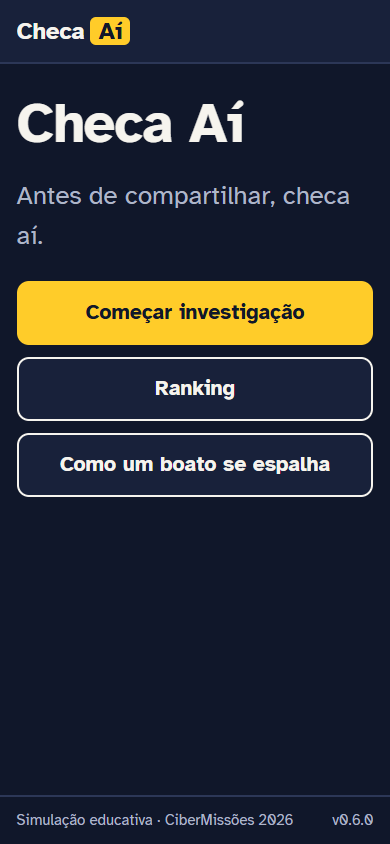 Checa Aí
Checa Aí
Antes de compartilhar, checa
aí.
Começar investigação
Ranking
Como um boato se espalha
Simulação educativa · CiberMissões 2026 v0.6.0